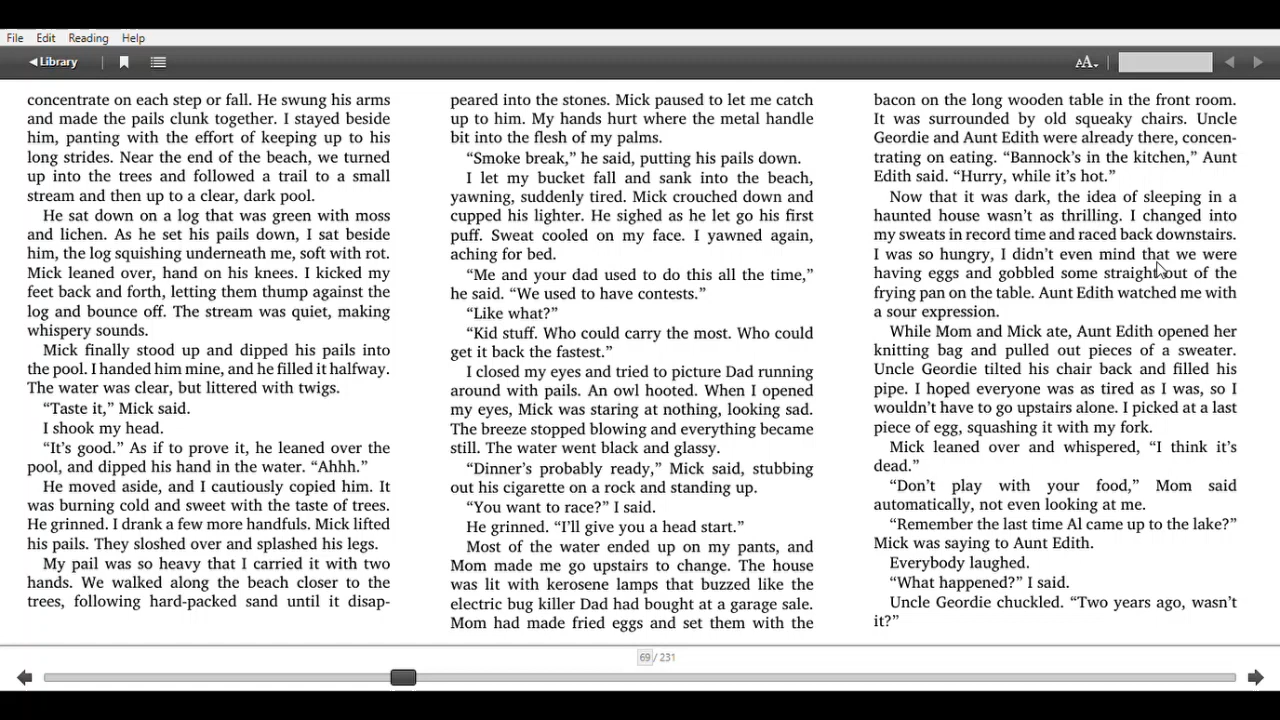 File Edit Reading Help
Library AA
concentrate on each step or fall. He swung his arms
and made the pails clunk together. I stayed beside
him, panting with the effort of keeping up to his
long strides. Near the end of the beach, we turned
up into the trees and followed a trail to a small
stream and then up to a clear, dark pool.
He sat down on a log that was green with moss
and lichen. As he set his pails down, I sat beside
him, the log squishing underneath me, soft with rot.
Mick leaned over, hand on his knees. I kicked my
feet back and forth, letting them thump against the
log and bounce off. The stream was quiet, making
whispery sounds.
Mick finally stood up and dipped his pails into
the pool. I handed him mine, and he filled it halfway.
The water was clear, but littered with twigs.
“Taste it,” Mick said.
I shook my head.
“It’s good.” As if to prove it, he leaned over the
pool, and dipped his hand in the water. “Ahhh.”
He moved aside, and I cautiously copied him. It
was burning cold and sweet with the taste of trees.
He grinned. I drank a few more handfuls. Mick lifted
his pails. They sloshed over and splashed his legs.
My pail was so heavy that I carried it with two
hands. We walked along the beach closer to the
trees, following hard-packed sand until it disap-
peared into the stones. Mick paused to let me catch
up to him. My hands hurt where the metal handle
bit into the flesh of my palms.
“Smoke break,” he said, putting his pails down.
I let my bucket fall and sank into the beach,
yawning, suddenly tired. Mick crouched down and
cupped his lighter. He sighed as he let go his first
puff. Sweat cooled on my face. I yawned again,
aching for bed.
“Me and your dad used to do this all the time,”
he said. “We used to have contests.”
“Like what?”
“Kid stuff. Who could carry the most. Who could
get it back the fastest.”
I closed my eyes and tried to picture Dad running
around with pails. An owl hooted. When I opened
my eyes, Mick was staring at nothing, looking sad.
The breeze stopped blowing and everything became
still. The water went black and glassy.
“Dinner’s probably ready,” Mick said, stubbing
out his cigarette on a rock and standing up.
“You want to race?” I said.
He grinned. “I’ll give you a head start.”
Most of the water ended up on my pants, and
Mom made me go upstairs to change. The house
was lit with kerosene lamps that buzzed like the
electric bug killer Dad had bought at a garage sale.
Mom had made fried eggs and set them with the
bacon on the long wooden table in the front room.
It was surrounded by old squeaky chairs. Uncle
Geordie and Aunt Edith were already there, concen-
trating on eating. “Bannock’s in the kitchen,” Aunt
Edith said. “Hurry, while it’s hot.”
Now that it was dark, the idea of sleeping in a
haunted house wasn’t as thrilling. I changed into
my sweats in record time and raced back downstairs.
I was so hungry, I didn’t even mind that we were
having eggs and gobbled some straight out of the
frying pan on the table. Aunt Edith watched me with
a sour expression.
While Mom and Mick ate, Aunt Edith opened her
knitting bag and pulled out pieces of a sweater.
Uncle Geordie tilted his chair back and filled his
pipe. I hoped everyone was as tired as I was, so I
wouldn’t have to go upstairs alone. I picked at a last
piece of egg, squashing it with my fork.
Mick leaned over and whispered, “I think it’s
dead.”
“Don’t play with your food,” Mom said
automatically, not even looking at me.
“Remember the last time Al came up to the lake?”
Mick was saying to Aunt Edith.
Everybody laughed.
“What happened?” I said.
Uncle Geordie chuckled. “Two years ago, wasn’t
it?”
69 / 231